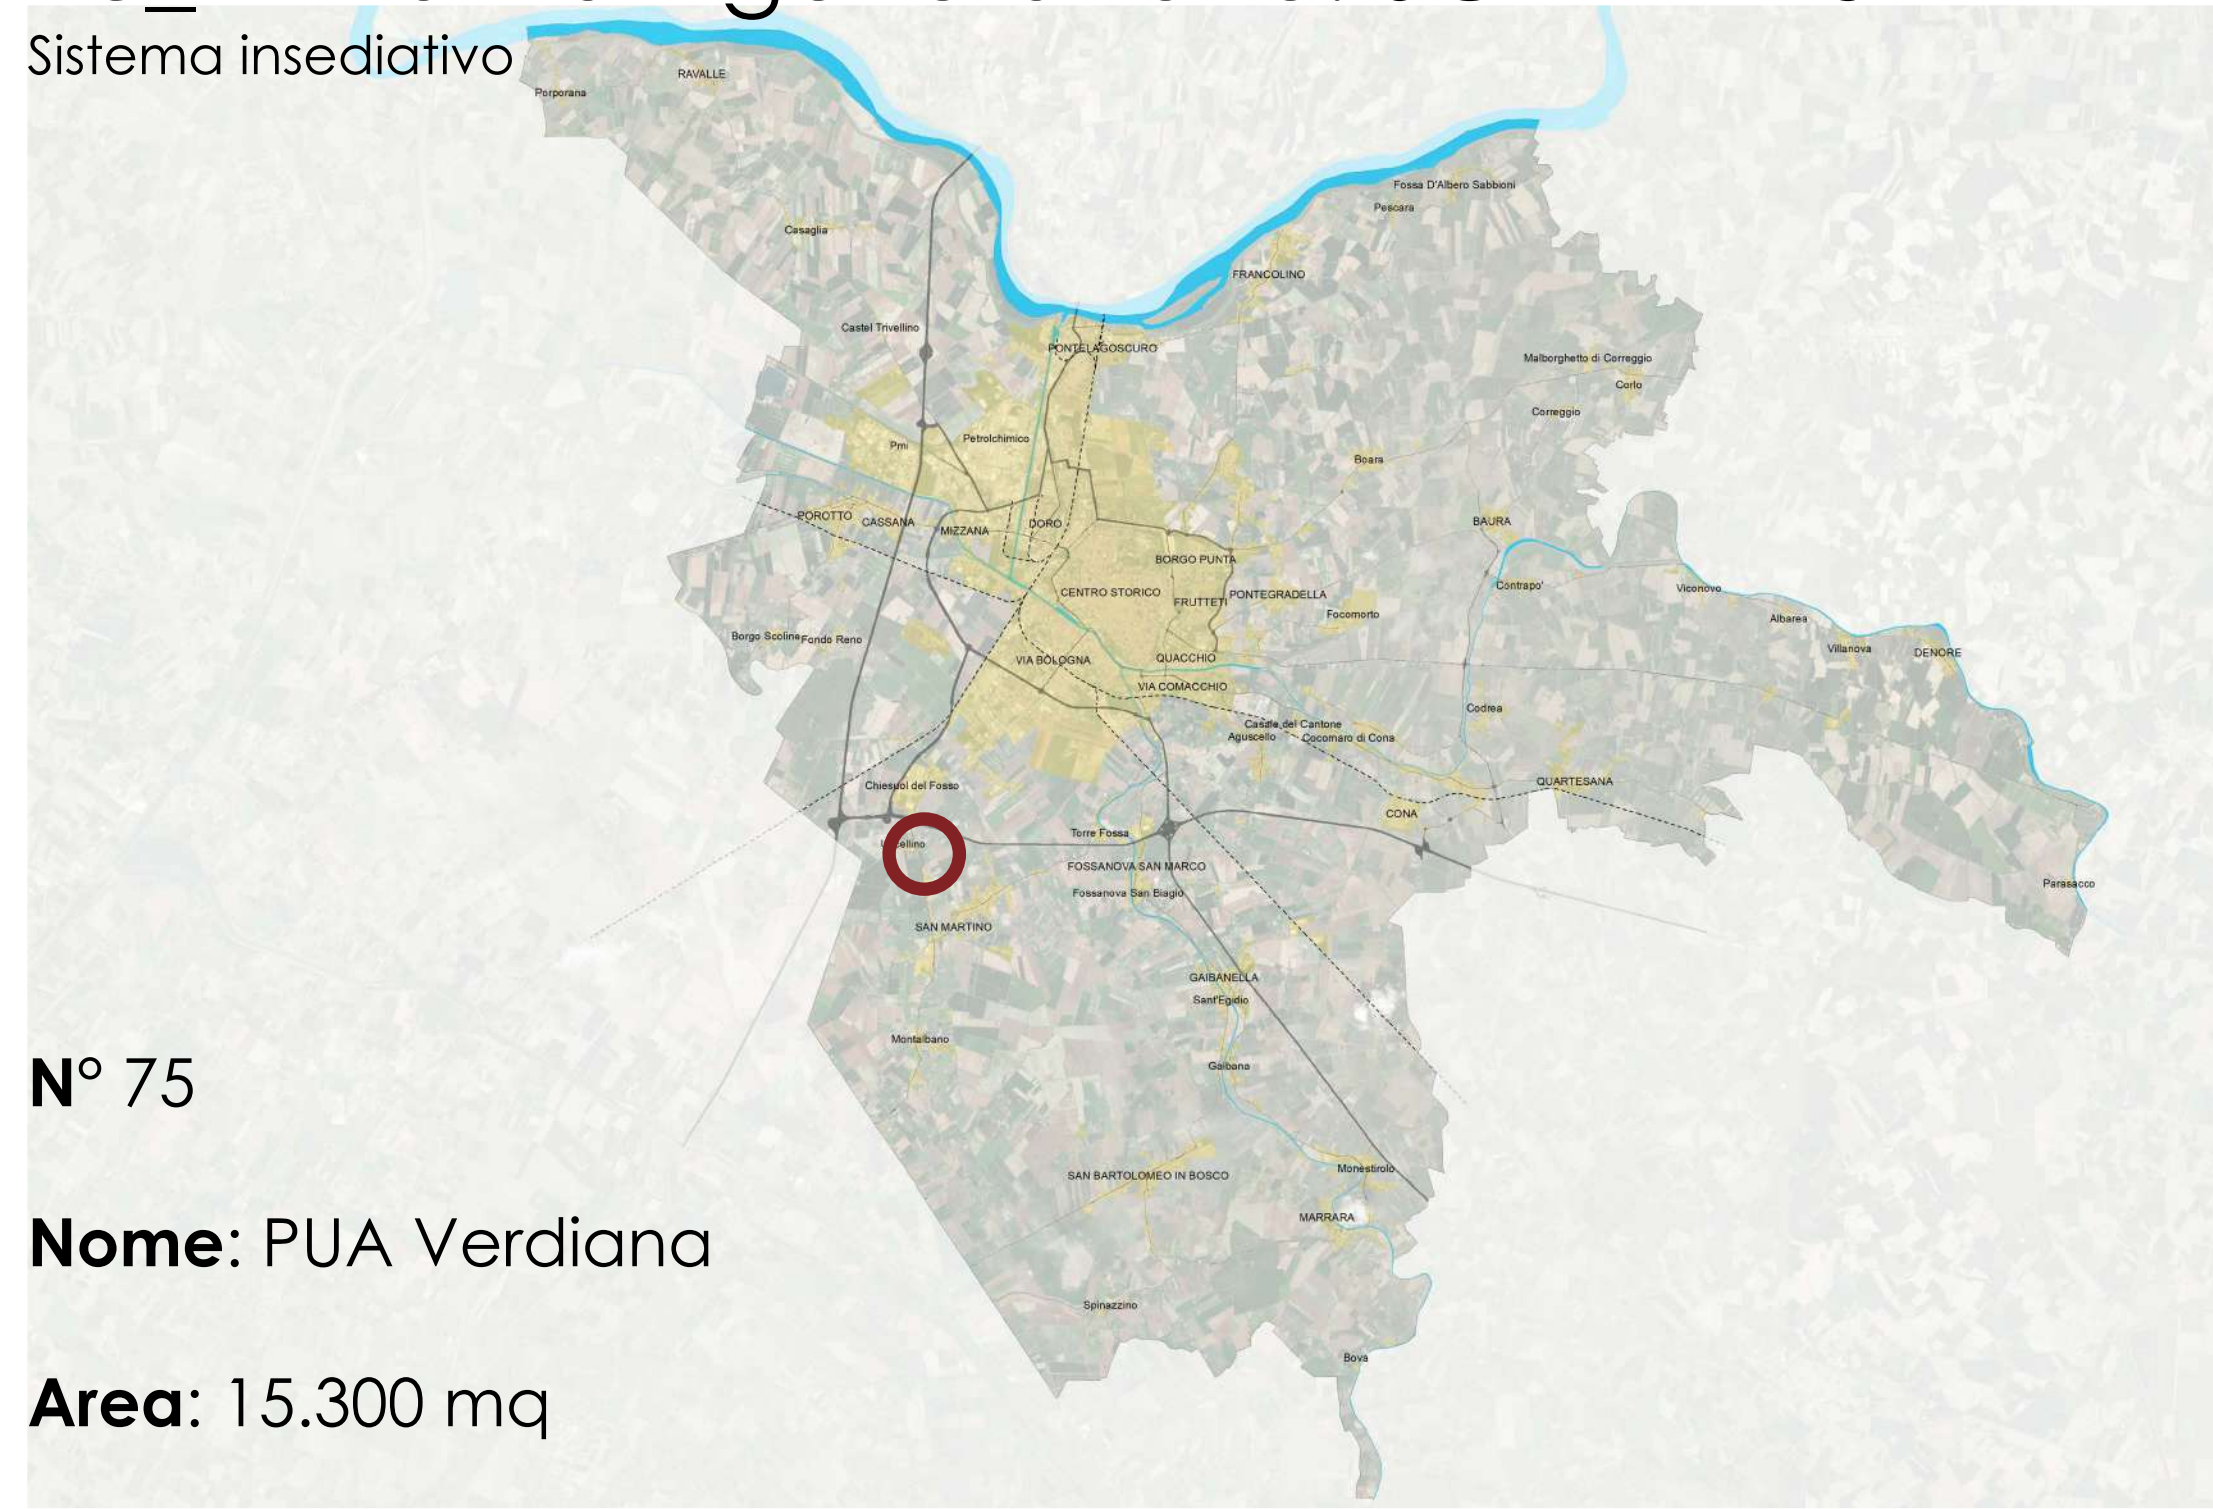 Sistema insediativo
RAVALLE
Porporana
Fossa D'Albero Sabbioni
Pescara
Casaglia
FRANCOLINO
Castel Trivellino
PONTELAGOSCURO
Malborghetto di Correggio
Corlo
Correggio
Petrolchimico
Pmi
Boara
POROTTO
CASSANA
MIZZANA
DORO
BAURA
BORGO PUNTA
CENTRO STORICO
FRUTTETI
PONTEGRADELLA
Contrapo'
Viconovo
Focomorto
Albarea
Borgo Scoline
Fondo Reno
Villanova
DENORE
VIA BOLOGNA
QUACCHIO
VIA COMACCHIO
Codrea
Casale del Cantone
Aguscello
Cocomaro di Cona
Chiesuol del Fosso
QUARTESANA
CONA
Torre Fossa
FOSSANOVA SAN MARCO
Fossanova San Biagio
Parasacco
SAN MARTINO
GAIBANELLA
Sant'Egidio
Montalbano
Gaibana
N° 75
SAN BARTOLOMEO IN BOSCO
Monestirolo
MARRARA
Nome: PUA Verdiana
Spinazzino
Bova
Area: 15.300 mq